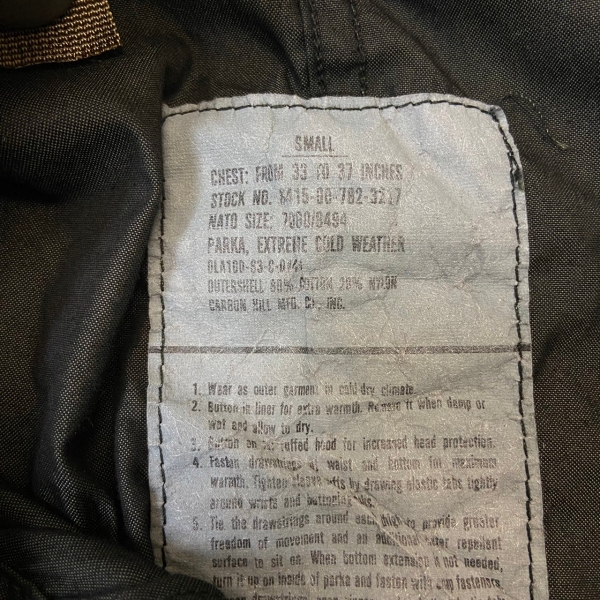 SMALL
CHEST: FROM 33 TO 37 INCHES
STOCK NO. 8415-00-782-3217
NATO SIZE: 7080/8494
PARKA, EXTREME COLD WEATHER
OUTERSHELL COTTON NYLON
CARBON HILL MFG. CO., INC.
1. Wear as outer garment in cold-dry climate.
2. Button in liner for extra warmth. Remove it when damp or
wet and allow to dry.
3. Button on hood for increased head protection.
4. Fasten drawstrings at waist and bottom for maximum
warmth. Tighten sleeve cuffs by drawing elastic tabs tightly
around wrists and buttoning tabs.
5. Tie the drawstrings around each to provide greater
freedom of movement and an additional water repellent
surface to sit on. When bottom extension is not needed,
turn it up on inside of parka and fasten with snap fasteners.